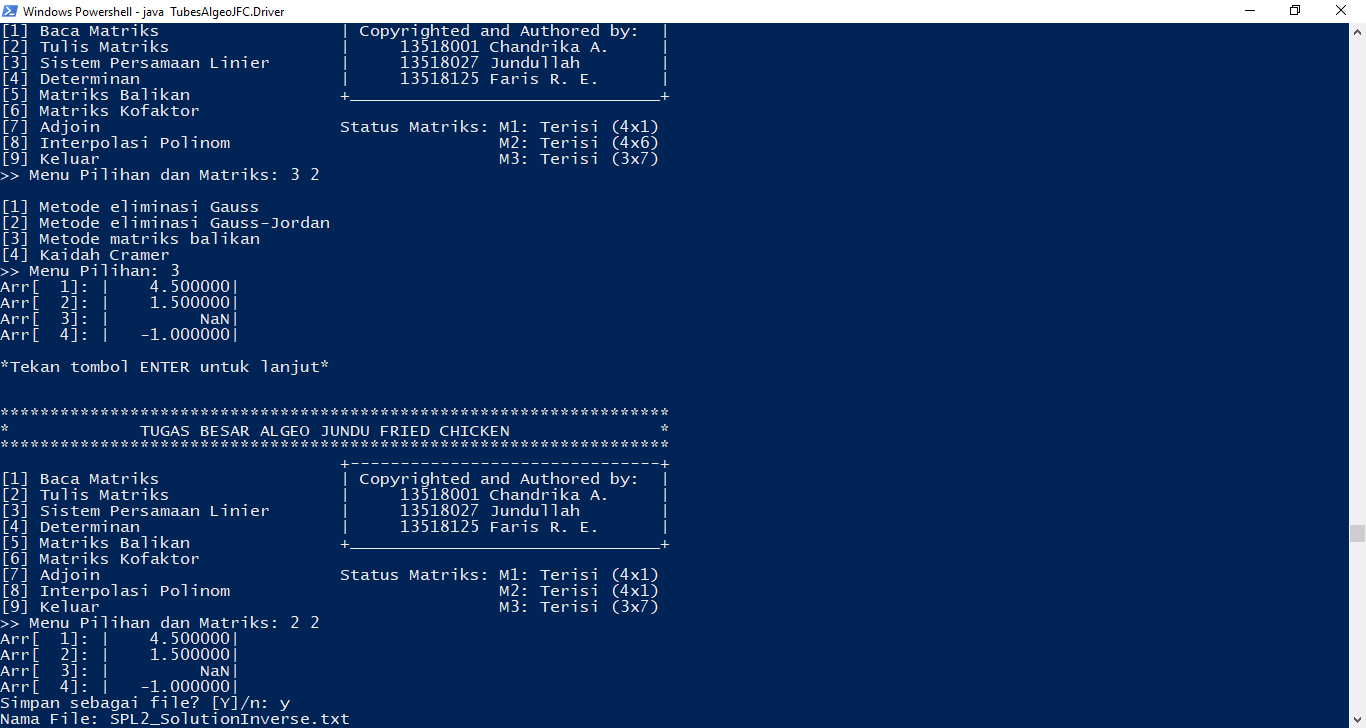 Windows Powershell - java  TubesAlgeoJFC.Driver
[1] Baca Matriks                  | Copyrighted and Authored by:  |
[2] Tulis Matriks                 |     13518001 Chandrika A.     |
[3] Sistem Persamaan Linier       |     13518027 Jundullah        |
[4] Determinan                    |     13518125 Faris R. E.      |
[5] Matriks Balikan               +_______________________________+
[6] Matriks Kofaktor
[7] Adjoin                        Status Matriks: M1: Terisi (4x1)
[8] Interpolasi Polinom                           M2: Terisi (4x6)
[9] Keluar                                        M3: Terisi (3x7)
>> Menu Pilihan dan Matriks: 3 2

[1] Metode eliminasi Gauss
[2] Metode eliminasi Gauss-Jordan
[3] Metode matriks balikan
[4] Kaidah Cramer
>> Menu Pilihan: 3
Arr[  1]: |    4.500000|
Arr[  2]: |    1.500000|
Arr[  3]: |         NaN|
Arr[  4]: |   -1.000000|

*Tekan tombol ENTER untuk lanjut*

*******************************************************************
*             TUGAS BESAR ALGEO JUNDU FRIED CHICKEN               *
*******************************************************************
                                  +-------------------------------+
[1] Baca Matriks                  | Copyrighted and Authored by:  |
[2] Tulis Matriks                 |     13518001 Chandrika A.     |
[3] Sistem Persamaan Linier       |     13518027 Jundullah        |
[4] Determinan                    |     13518125 Faris R. E.      |
[5] Matriks Balikan               +_______________________________+
[6] Matriks Kofaktor
[7] Adjoin                        Status Matriks: M1: Terisi (4x1)
[8] Interpolasi Polinom                           M2: Terisi (4x1)
[9] Keluar                                        M3: Terisi (3x7)
>> Menu Pilihan dan Matriks: 2 2
Arr[  1]: |    4.500000|
Arr[  2]: |    1.500000|
Arr[  3]: |         NaN|
Arr[  4]: |   -1.000000|
Simpan sebagai file? [Y]/n: y
Nama File: SPL2_SolutionInverse.txt